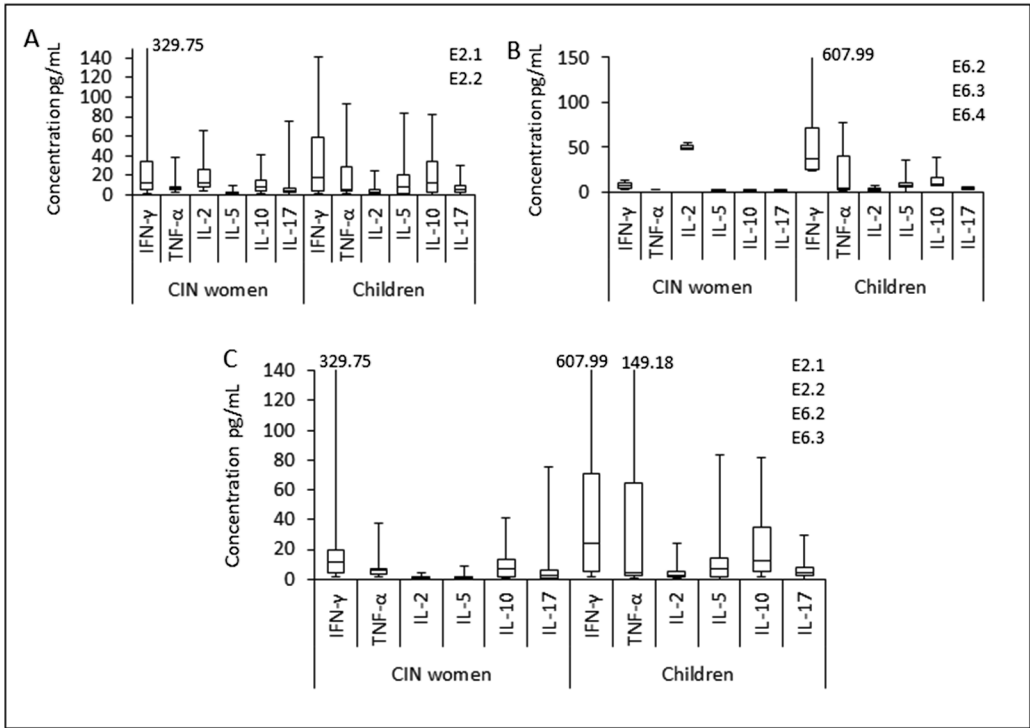 A
Concentration pg/mL
140
120
100
80
60
40
20
0
329.75
E2.1
E2.2
IFN-γ
TNF-α
IL-2
IL-5
IL-10
IL-17
IFN-γ
TNF-α
IL-2
IL-5
IL-10
IL-17
CIN women
Children
B
Concentration pg/mL
150
100
50
0
607.99
E6.2
E6.3
E6.4
IFN-γ
TNF-α
IL-2
IL-5
IL-10
IL-17
IFN-γ
TNF-α
IL-2
IL-5
IL-10
IL-17
CIN women
Children
C
Concentration pg/mL
140
120
100
80
60
40
20
0
329.75
607.99
149.18
E2.1
E2.2
E6.2
E6.3
IFN-γ
TNF-α
IL-2
IL-5
IL-10
IL-17
IFN-γ
TNF-α
IL-2
IL-5
IL-10
IL-17
CIN women
Children